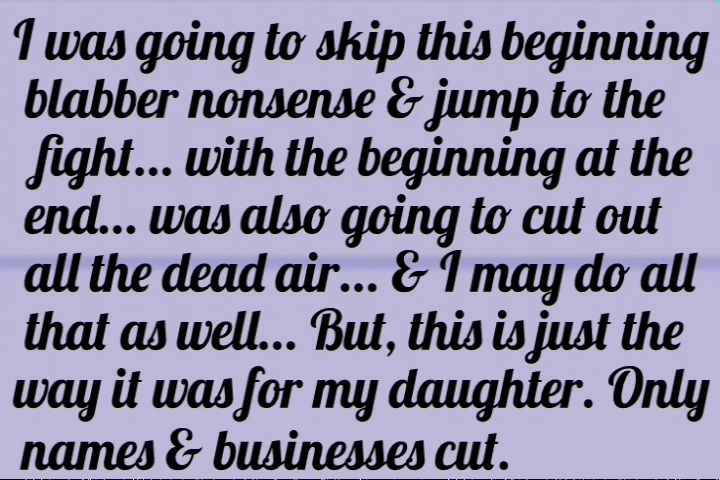 I was going to skip this beginning
blabber nonsense & jump to the
fight... with the beginning at the
end... was also going to cut out
all the dead air... & I may do all
that as well... But, this is just the
way it was for my daughter. Only
names & businesses cut.